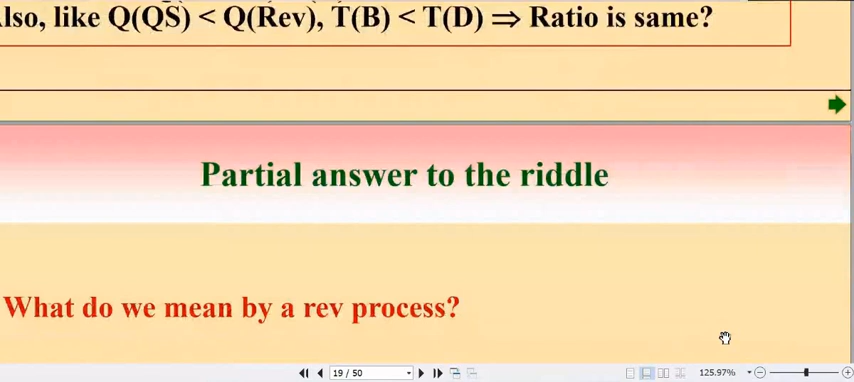 lso, like Q(QS) < Q(Rev), T(B) < T(D) ⇒ Ratio is same?
Partial answer to the riddle
What do we mean by a rev process?
19 / 50
125.97%